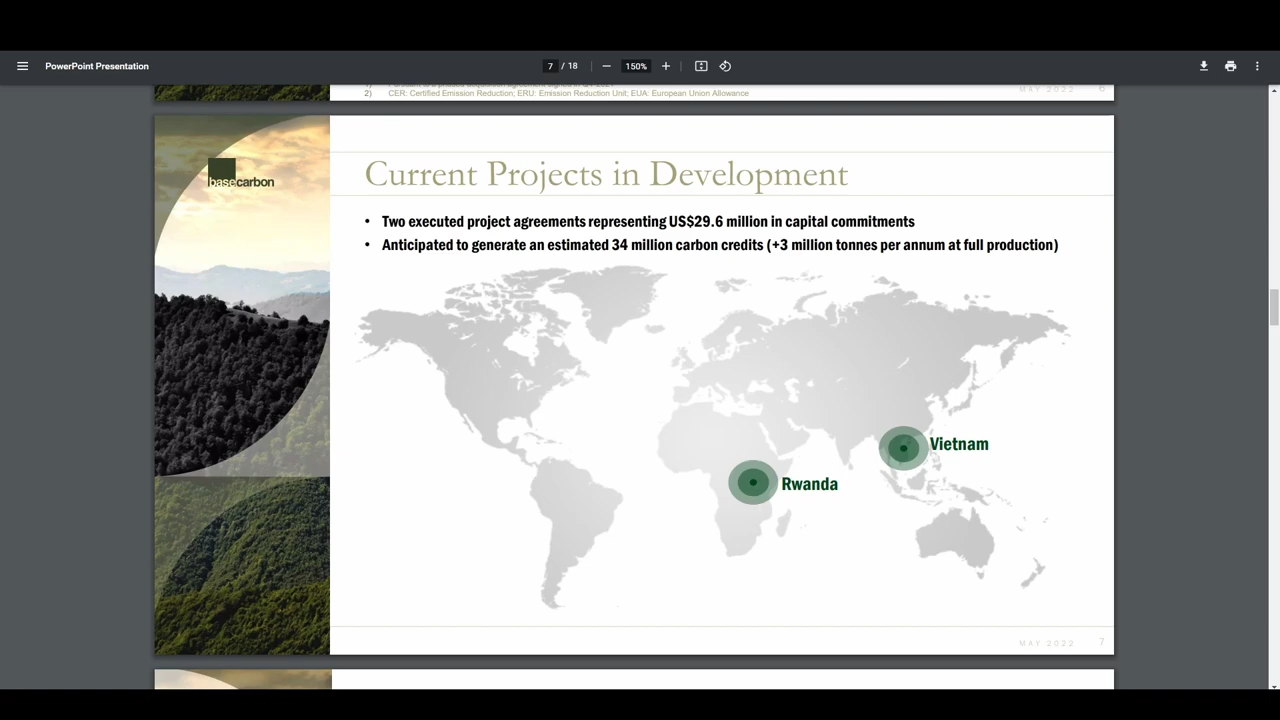 PowerPoint Presentation
7 / 18
150%
2) CER: Certified Emission Reduction; ERU: Emission Reduction Unit; EUA: European Union Allowance
MAY 2022 6
basecarbon
Current Projects in Development
• Two executed project agreements representing US$29.6 million in capital commitments
• Anticipated to generate an estimated 34 million carbon credits (+3 million tonnes per annum at full production)
Vietnam
Rwanda
MAY 2022 7